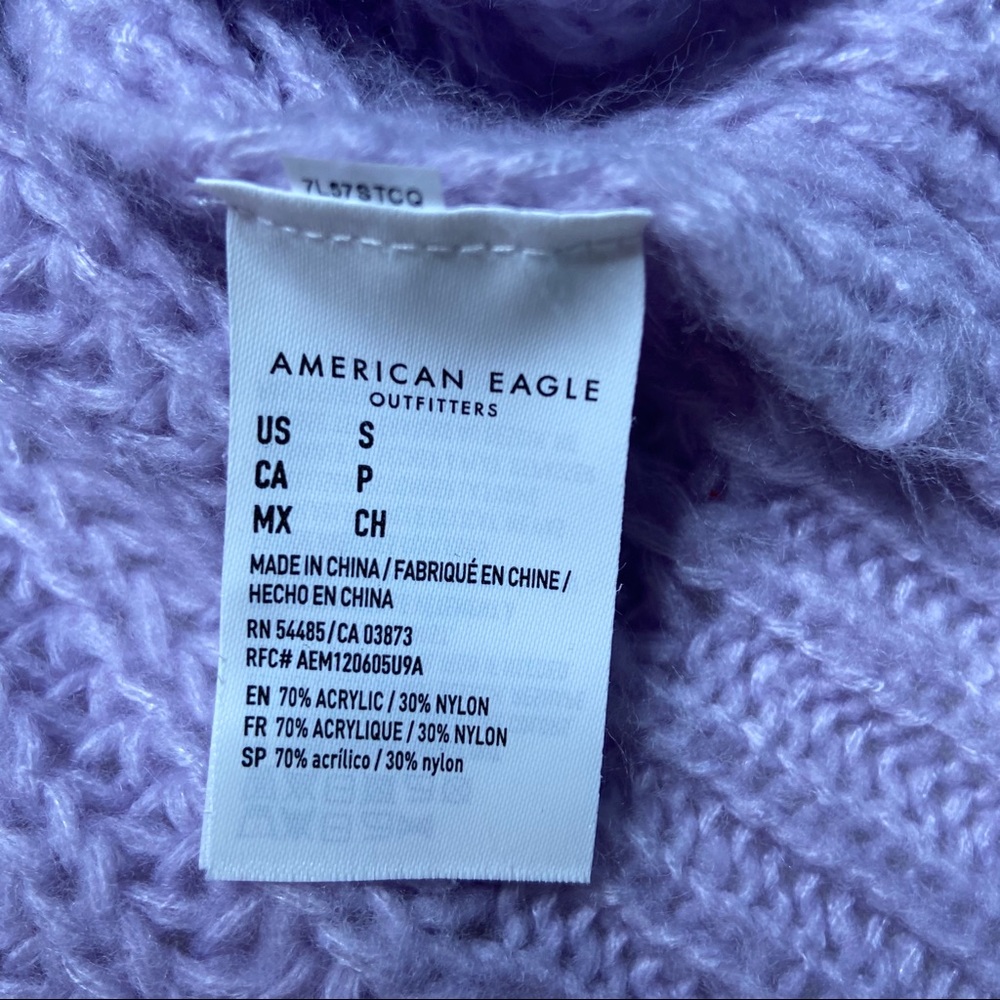 7L57STCO
AMERICAN EAGLE
OUTFITTERS
US S
CA P
MX CH
MADE IN CHINA / FABRIQUÉ EN CHINE /
HECHO EN CHINA
RN 54485 / CA 03873
RFC# AEM120605U9A
EN 70% ACRYLIC / 30% NYLON
FR 70% ACRYLIQUE / 30% NYLON
SP 70% acrílico / 30% nylon